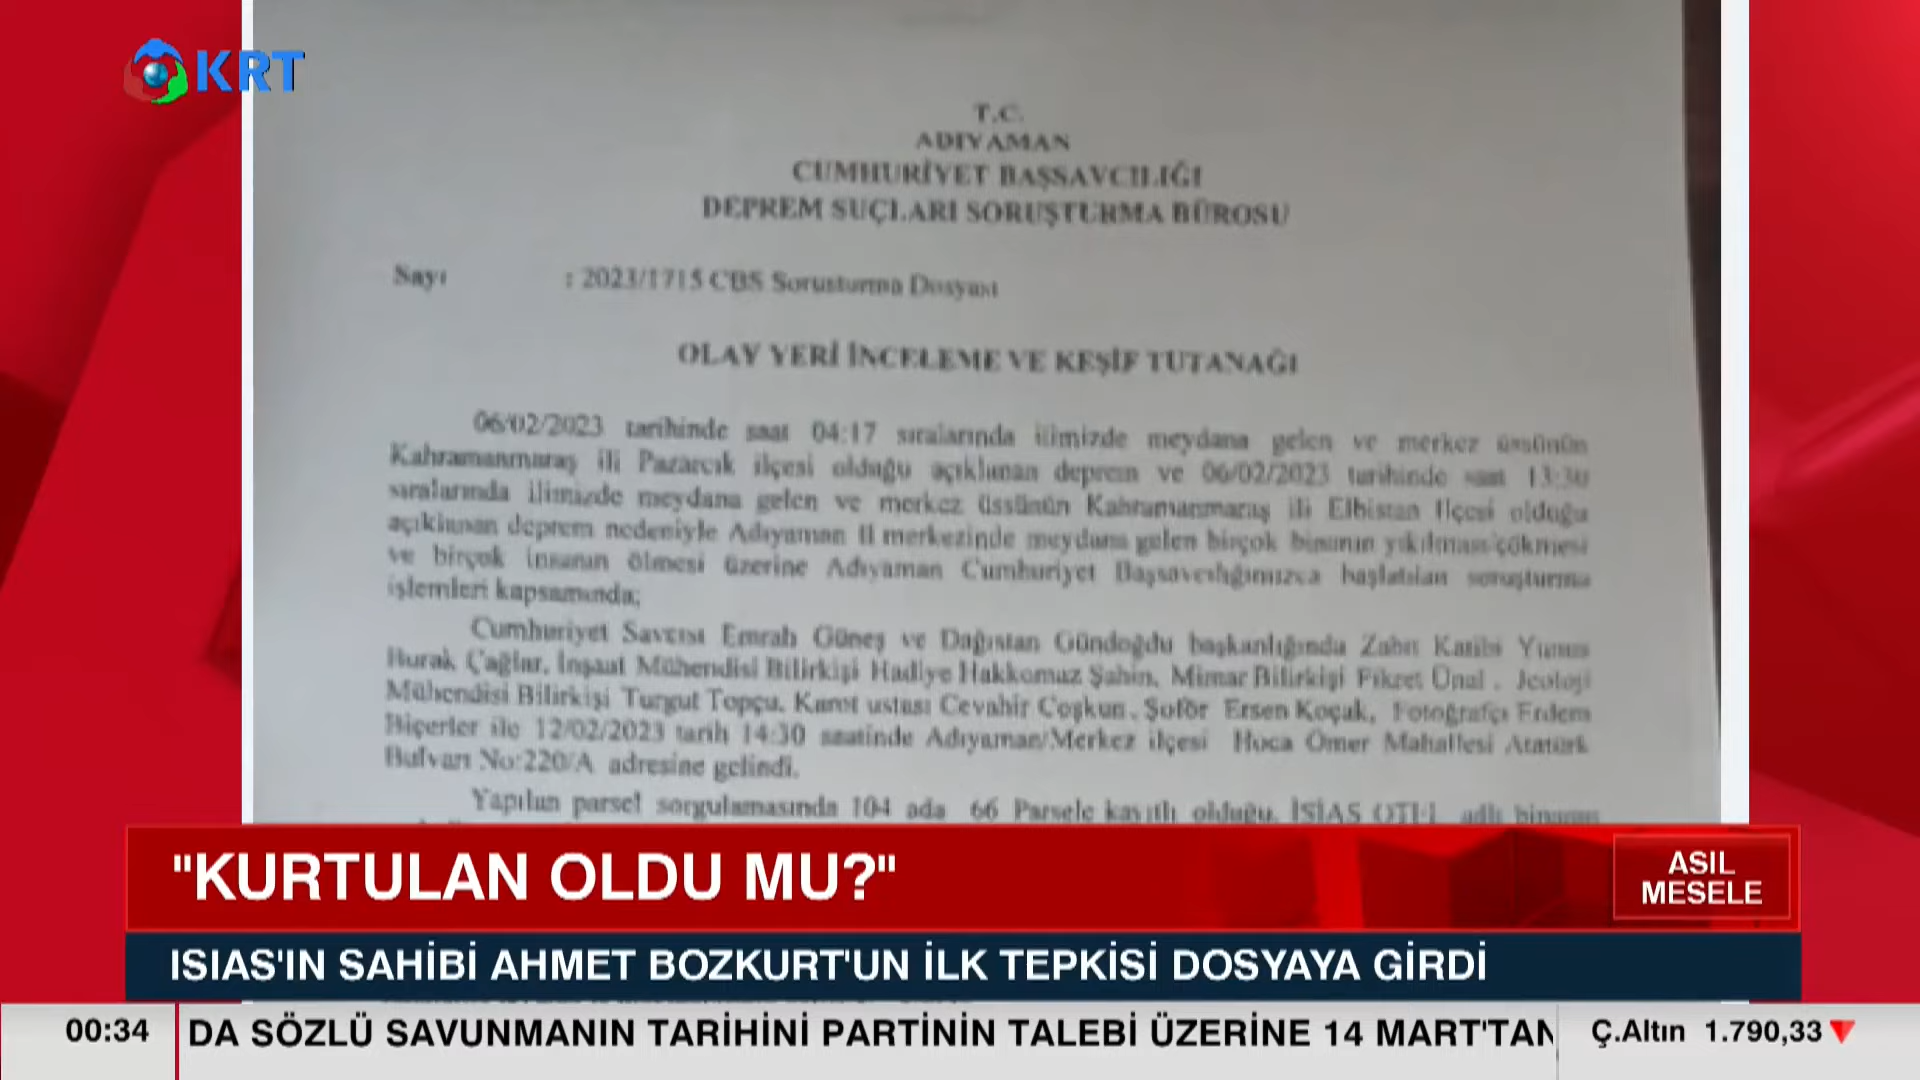 KRT
T.C.
ADIYAMAN
CUMHURİYET BAŞSAVCILIĞI
DEPREM SUÇLARI SORUŞTURMA BÜROSU
Sayı : 2023/1715 CBS Sorusturma Dosyası
OLAY YERİ İNCELEME VE KEŞİF TUTANAĞI
06/02/2023 tarihinde saat 04:17 sıralarında ilimizde meydana gelen ve merkez üssünün
Kahramanmaraş ili Pazarcık ilçesi olduğu açıklanan deprem ve 06/02/2023 tarihinde saat 13:30
sıralarında ilimizde meydana gelen ve merkez üssünün Kahramanmaraş ili Elbistan İlçesi olduğu
açıklanan deprem nedeniyle Adıyaman İl merkezinde meydana gelen birçok binanın yıkılması/çökmesi
ve birçok insanın ölmesi üzerine Adıyaman Cumhuriyet Başsavcılığımızca başlatılan soruşturma
işlemleri kapsamında;
Cumhuriyet Savcısı Emrah Güneş ve Dağıstan Gündoğdu başkanlığında Zabıt Katibi Yunus
Burak Çağlar, İnşaat Mühendisi Bilirkişi Hadiye Hakkomaz Şahin, Mimar Bilirkişi Fikret Ünal , Jeoloji
Mühendisi Bilirkişi Turgut Topçu, Karot ustası Cevahir Coşkun, Şoför Ersen Koçak, Fotoğrafçı Erdem
Biçerler ile 12/02/2023 tarih 14:30 saatinde Adıyaman/Merkez ilçesi Hoca Ömer Mahallesi Atatürk
Bulvarı No:220/A adresine gelindi.
Yapılan parsel sorgulamasında 104 ada 66 Parsele kayıtlı olduğu, İSİAS OTEL adlı binanın
"KURTULAN OLDU MU?"
ASIL
MESELE
ISIAS'IN SAHİBİ AHMET BOZKURT'UN İLK TEPKİSİ DOSYAYA GİRDİ
00:34 DA SÖZLÜ SAVUNMANIN TARİHİNİ PARTİNİN TALEBİ ÜZERİNE 14 MART'TAN Ç.Altın 1.790,33